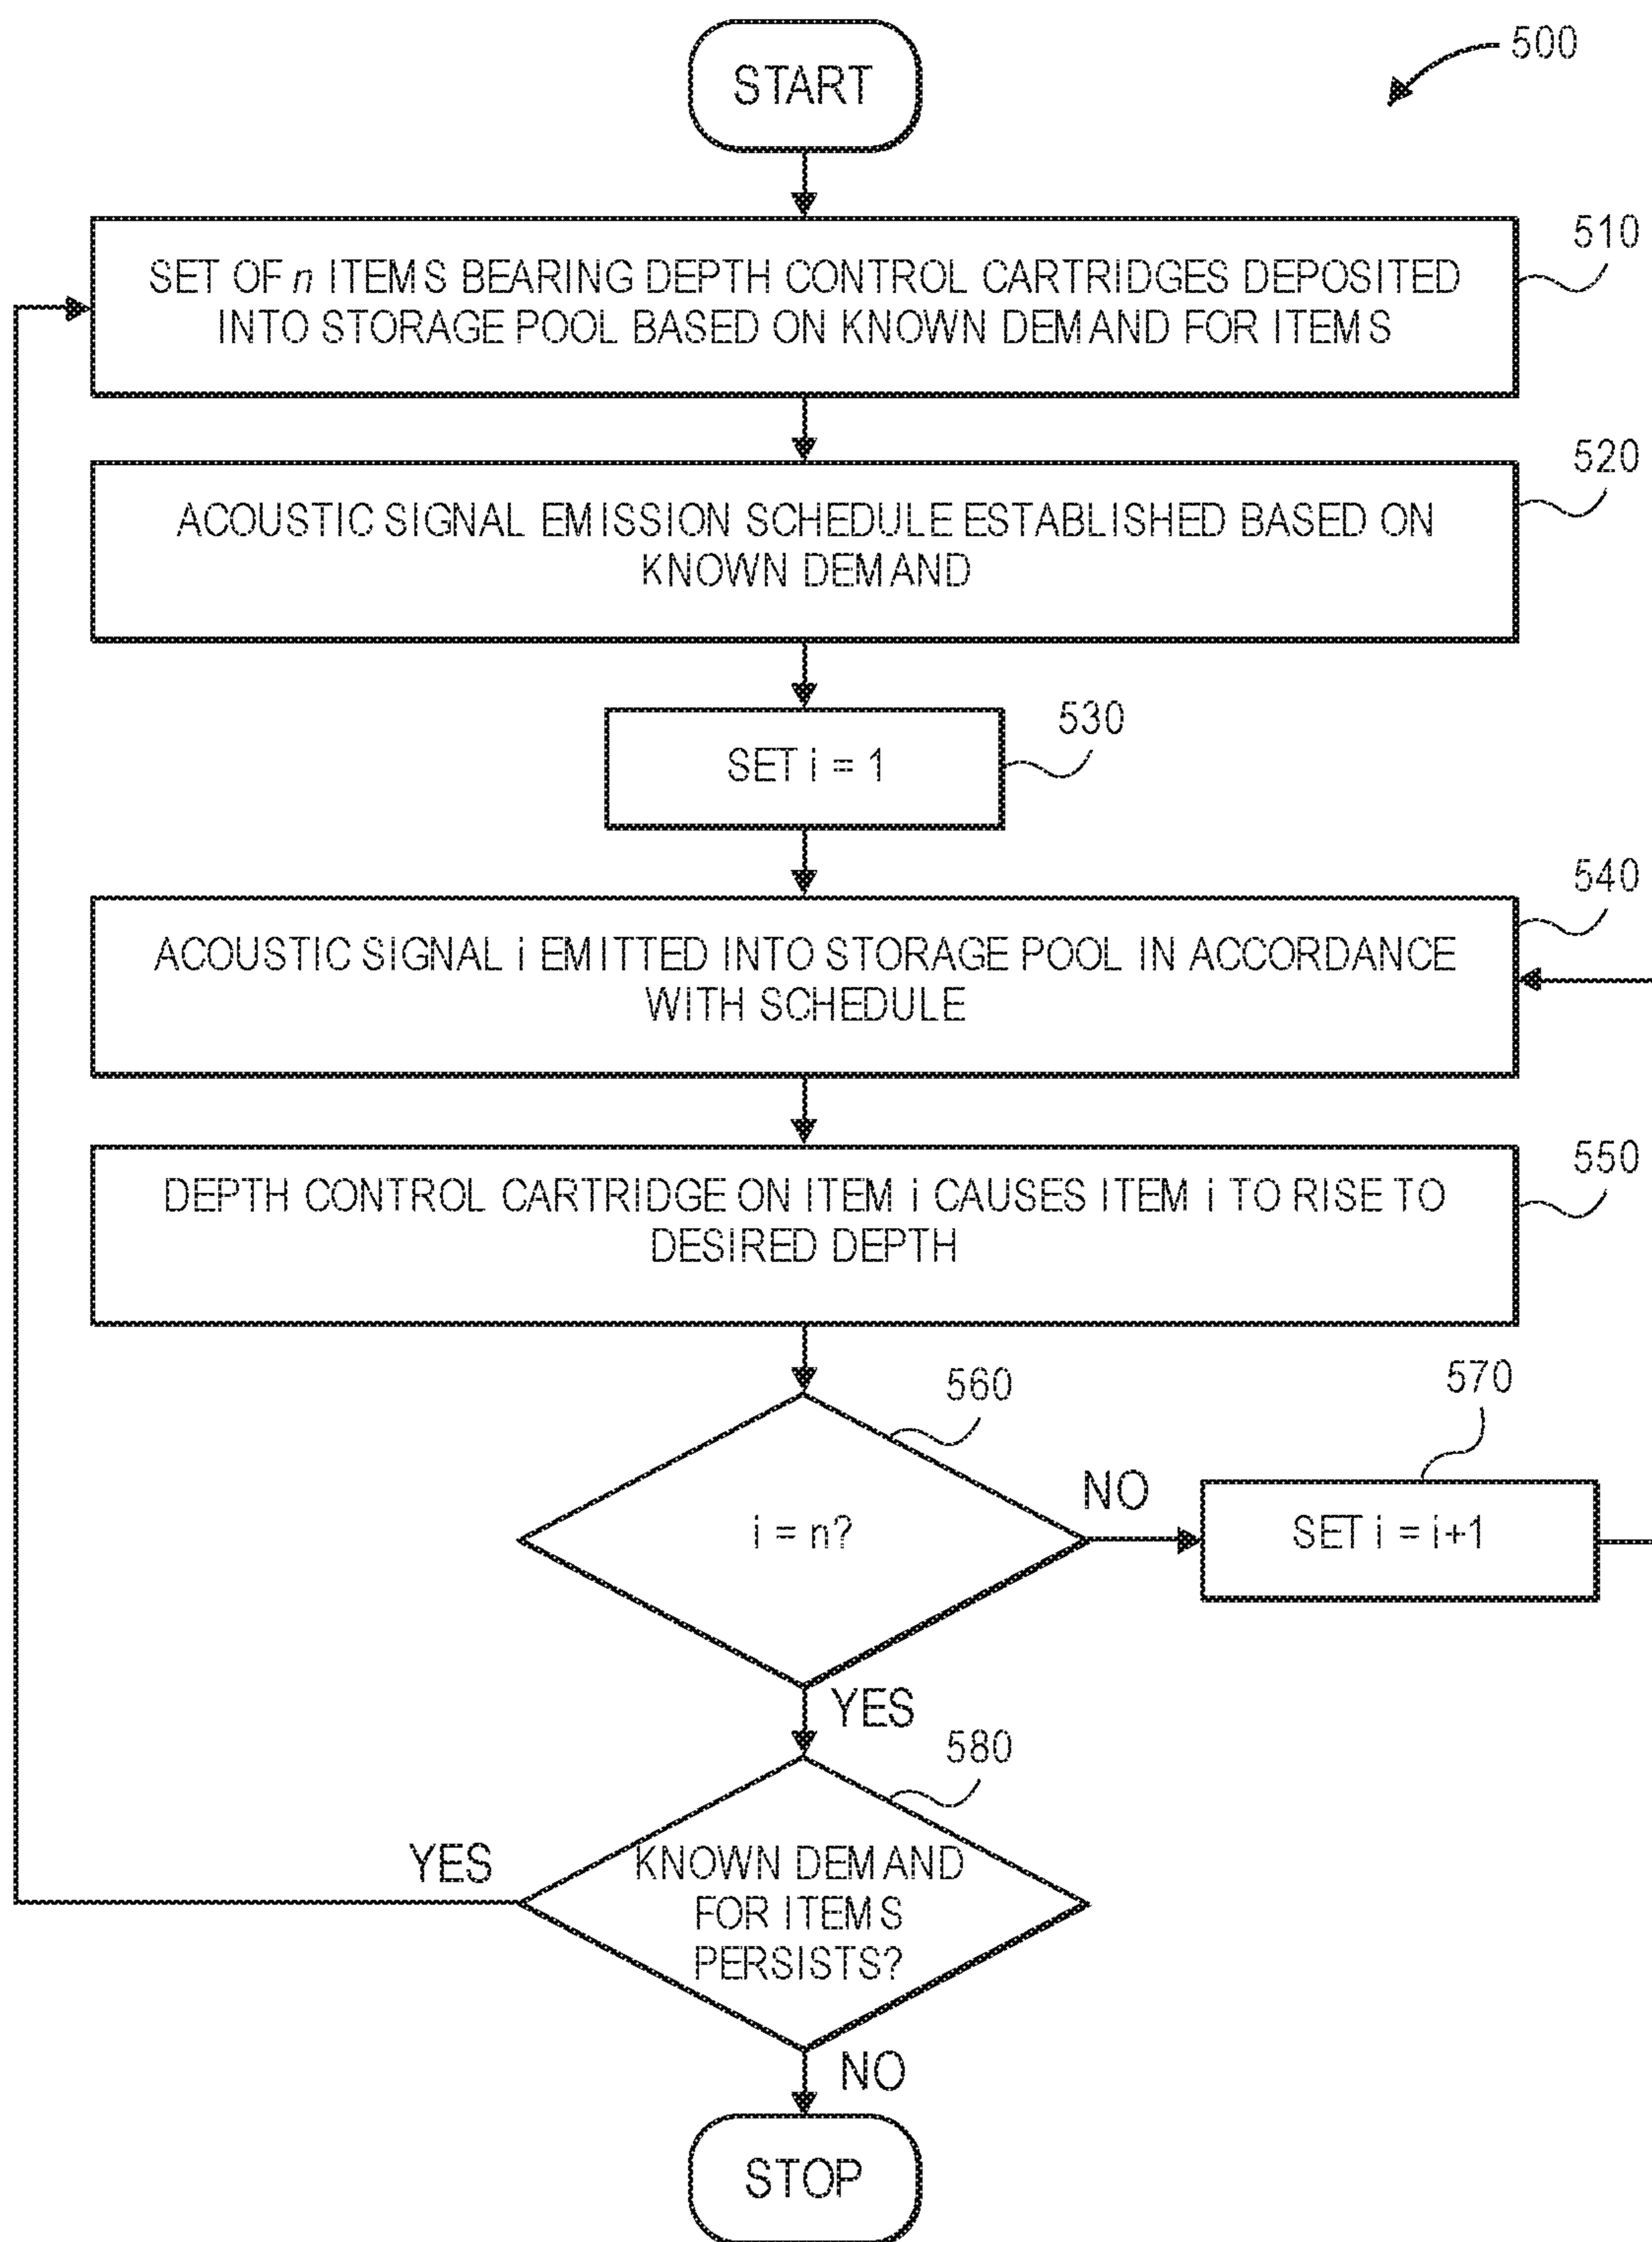 START
500
SET OF n ITEMS BEARING DEPTH CONTROL CARTRIDGES DEPOSITED
INTO STORAGE POOL BASED ON KNOWN DEMAND FOR ITEMS
510
ACOUSTIC SIGNAL EMISSION SCHEDULE ESTABLISHED BASED ON
KNOWN DEMAND
520
SET i = 1
530
ACOUSTIC SIGNAL i EMITTED INTO STORAGE POOL IN ACCORDANCE
WITH SCHEDULE
540
DEPTH CONTROL CARTRIDGE ON ITEM i CAUSES ITEM i TO RISE TO
DESIRED DEPTH
550
i = n?
560
NO
SET i = i+1
570
YES
KNOWN DEMAND
FOR ITEMS
PERSISTS?
580
YES
NO
STOP